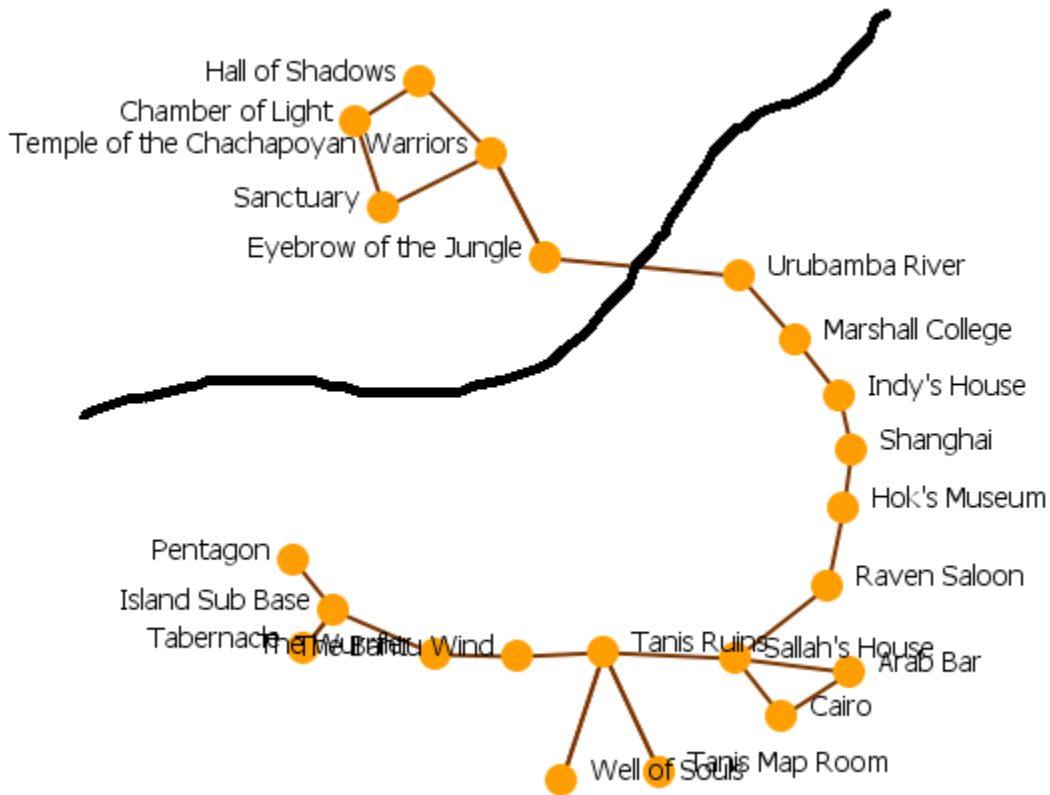 Hall of Shadows
Chamber of Light
Temple of the Chachapoyan Warriors
Sanctuary
Eyebrow of the Jungle
Urubamba River
Marshall College
Indy's House
Shanghai
Hok's Museum
Pentagon
Raven Saloon
Island Sub Base
Tabernacle
Wind
Tanis Ruins
Sallah's House
Arab Bar
Cairo
Well of Souls
Tanis Map Room